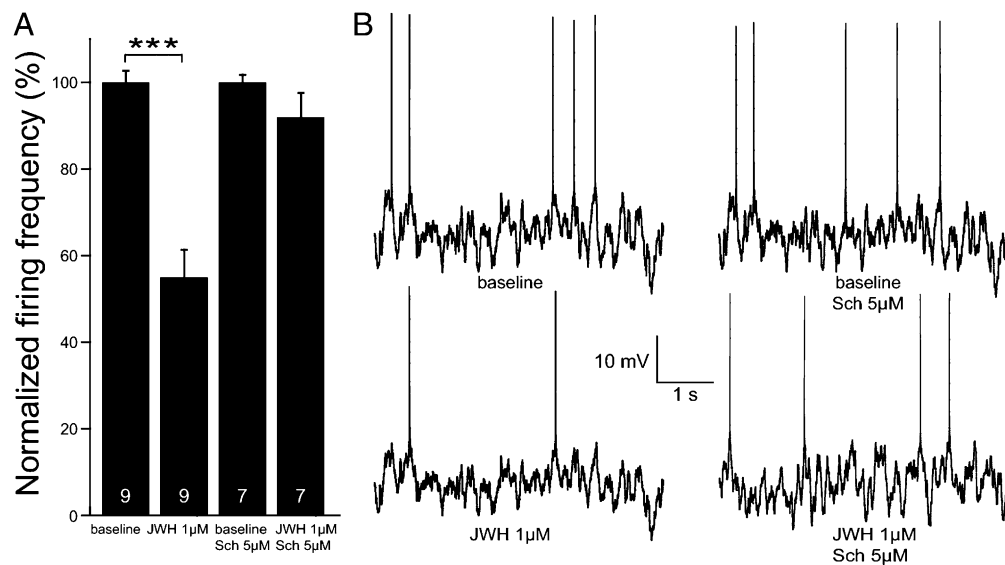 A
B
Normalized firing frequency (%)
***
100
80
60
40
20
0
9
9
7
7
baseline
JWH 1µM
baseline
Sch 5µM
JWH 1µM
Sch 5µM
baseline
baseline
Sch 5µM
10 mV
1 s
JWH 1µM
JWH 1µM
Sch 5µM